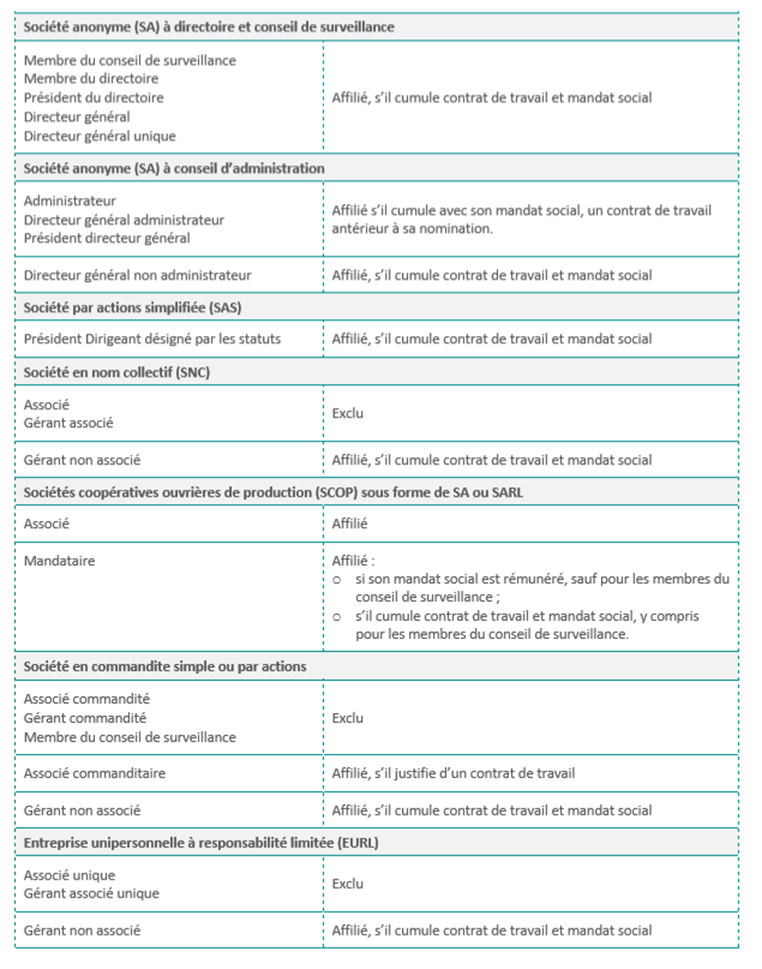 Société anonyme (SA) à directoire et conseil de surveillance
Membre du conseil de surveillance
Membre du directoire
Président du directoire
Directeur général
Directeur général unique
Affilié, s’il cumule contrat de travail et mandat social
Société anonyme (SA) à conseil d’administration
Administrateur
Directeur général administrateur
Président directeur général
Affilié s’il cumule avec son mandat social, un contrat de travail
antérieur à sa nomination.
Directeur général non administrateur
Affilié, s’il cumule contrat de travail et mandat social
Société par actions simplifiée (SAS)
Président Dirigeant désigné par les statuts
Affilié, s’il cumule contrat de travail et mandat social
Société en nom collectif (SNC)
Associé
Gérant associé
Exclu
Gérant non associé
Affilié, s’il cumule contrat de travail et mandat social
Sociétés coopératives ouvrières de production (SCOP) sous forme de SA ou SARL
Associé
Affilié
Mandataire
Affilié :
o si son mandat social est rémunéré, sauf pour les membres du
conseil de surveillance ;
o s’il cumule contrat de travail et mandat social, y compris
pour les membres du conseil de surveillance.
Société en commandite simple ou par actions
Associé commandité
Gérant commandité
Membre du conseil de surveillance
Exclu
Associé commanditaire
Affilié, s’il justifie d’un contrat de travail
Gérant non associé
Affilié, s’il cumule contrat de travail et mandat social
Entreprise unipersonnelle à responsabilité limitée (EURL)
Associé unique
Gérant associé unique
Exclu
Gérant non associé
Affilié, s’il cumule contrat de travail et mandat social